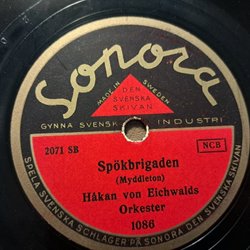 Sonora
MADE IN SWEDEN
DEN
SVENSKA
SKIVAN
GYNNA SVENSK INDUSTRI
2071 SB
NCB
Spökbrigaden
(Myddleton)
Håkan von Eichwalds
Orkester
1086
SPELA SVENSKA SCHLAGER PÅ SONORA DEN SVENSKA SKIVAN